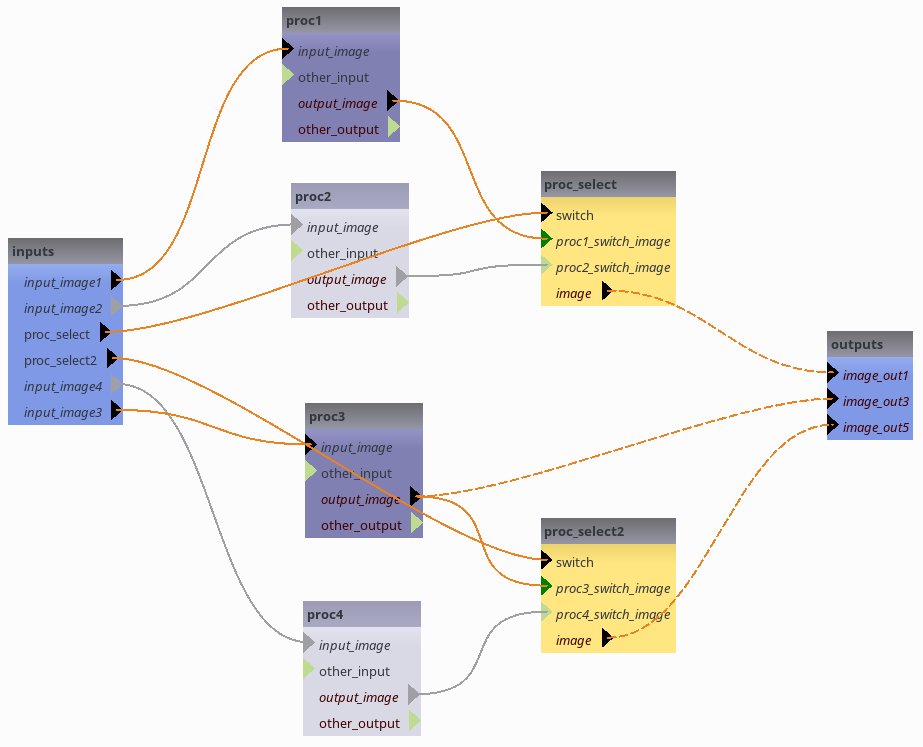 proc1
input_image
other_input
output_image
other_output
proc2
input_image
other_input
output_image
other_output
proc_select
switch
proc1_switch_image
proc2_switch_image
image
inputs
input_image1
input_image2
proc_select
proc_select2
input_image4
input_image3
outputs
image_out1
image_out3
image_out5
proc3
input_image
other_input
output_image
other_output
proc_select2
switch
proc3_switch_image
proc4_switch_image
image
proc4
input_image
other_input
output_image
other_output